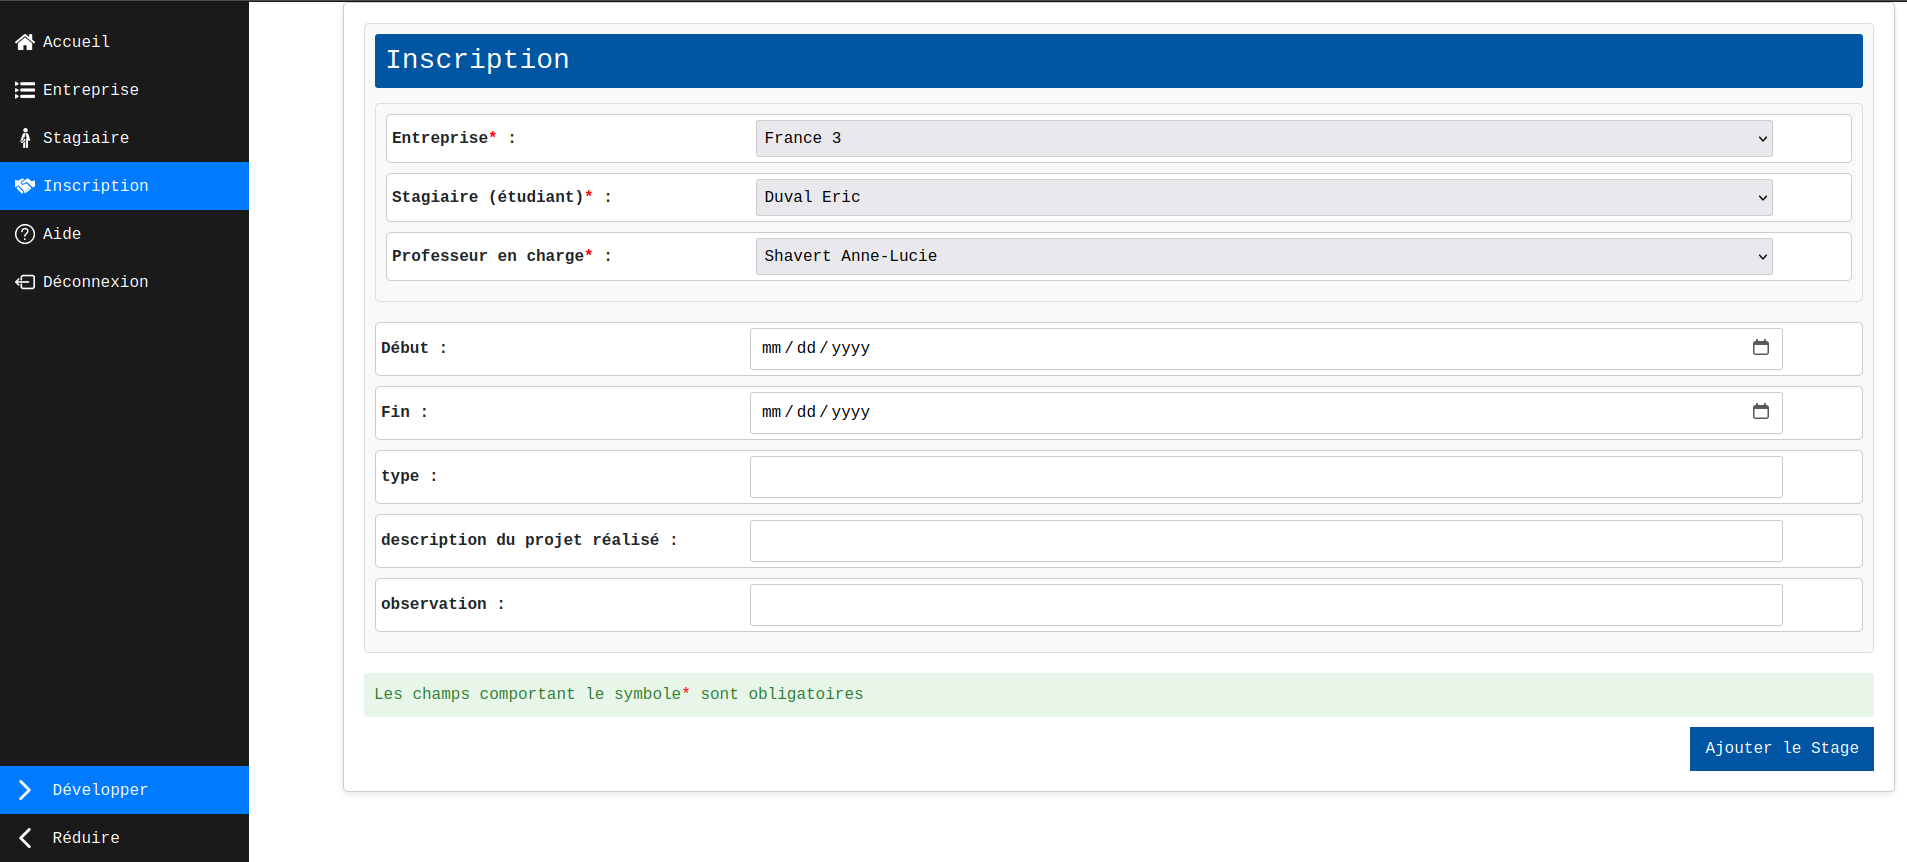 Accueil
Entreprise
Stagiaire
Inscription
Aide
Déconnexion
Développer
Réduire
Inscription
Entreprise* :
France 3
Stagiaire (étudiant)* :
Duval Eric
Professeur en charge* :
Shavert Anne-Lucie
Début :
mm/dd/yyyy
Fin :
mm/dd/yyyy
type :
description du projet réalisé :
observation :
Les champs comportant le symbole* sont obligatoires
Ajouter le Stage